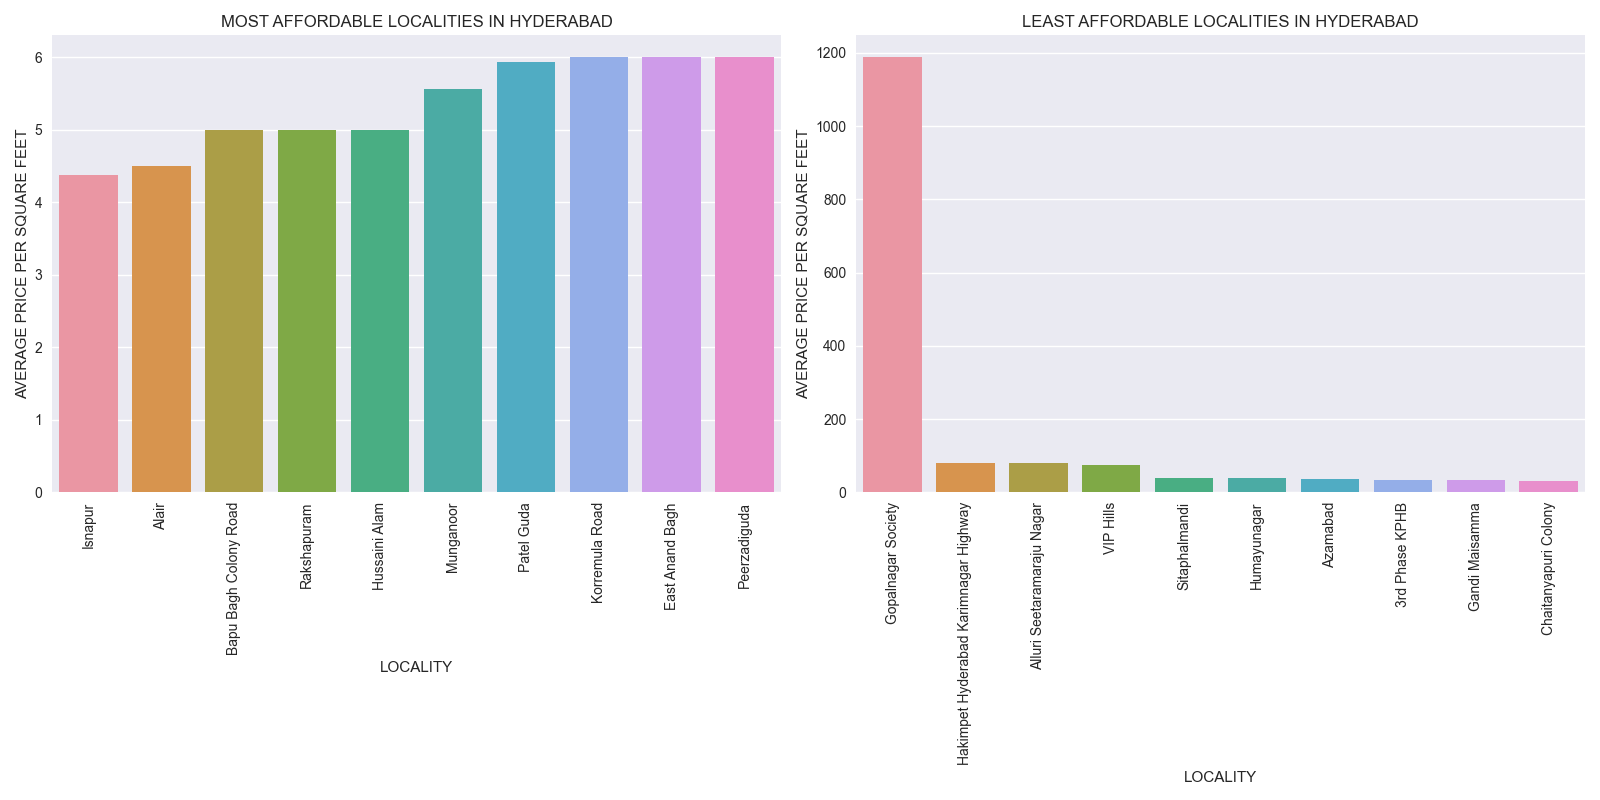 MOST AFFORDABLE LOCALITIES IN HYDERABAD
AVERAGE PRICE PER SQUARE FEET
6
5
4
3
2
1
0
Isnapur
Alair
Bapu Bagh Colony Road
Rakshapuram
Hussaini Alam
Munganoor
Patel Guda
Korremula Road
East Anand Bagh
Peerzadiguda
LOCALITY
LEAST AFFORDABLE LOCALITIES IN HYDERABAD
AVERAGE PRICE PER SQUARE FEET
1200
1000
800
600
400
200
0
Gopalnagar Society
Hakimpet Hyderabad Karimnagar Highway
Alluri Seetaramaraju Nagar
VIP Hills
Sitaphalmandi
Humayunagar
Azamabad
3rd Phase KPHB
Gandi Maisamma
Chaitanyapuri Colony
LOCALITY